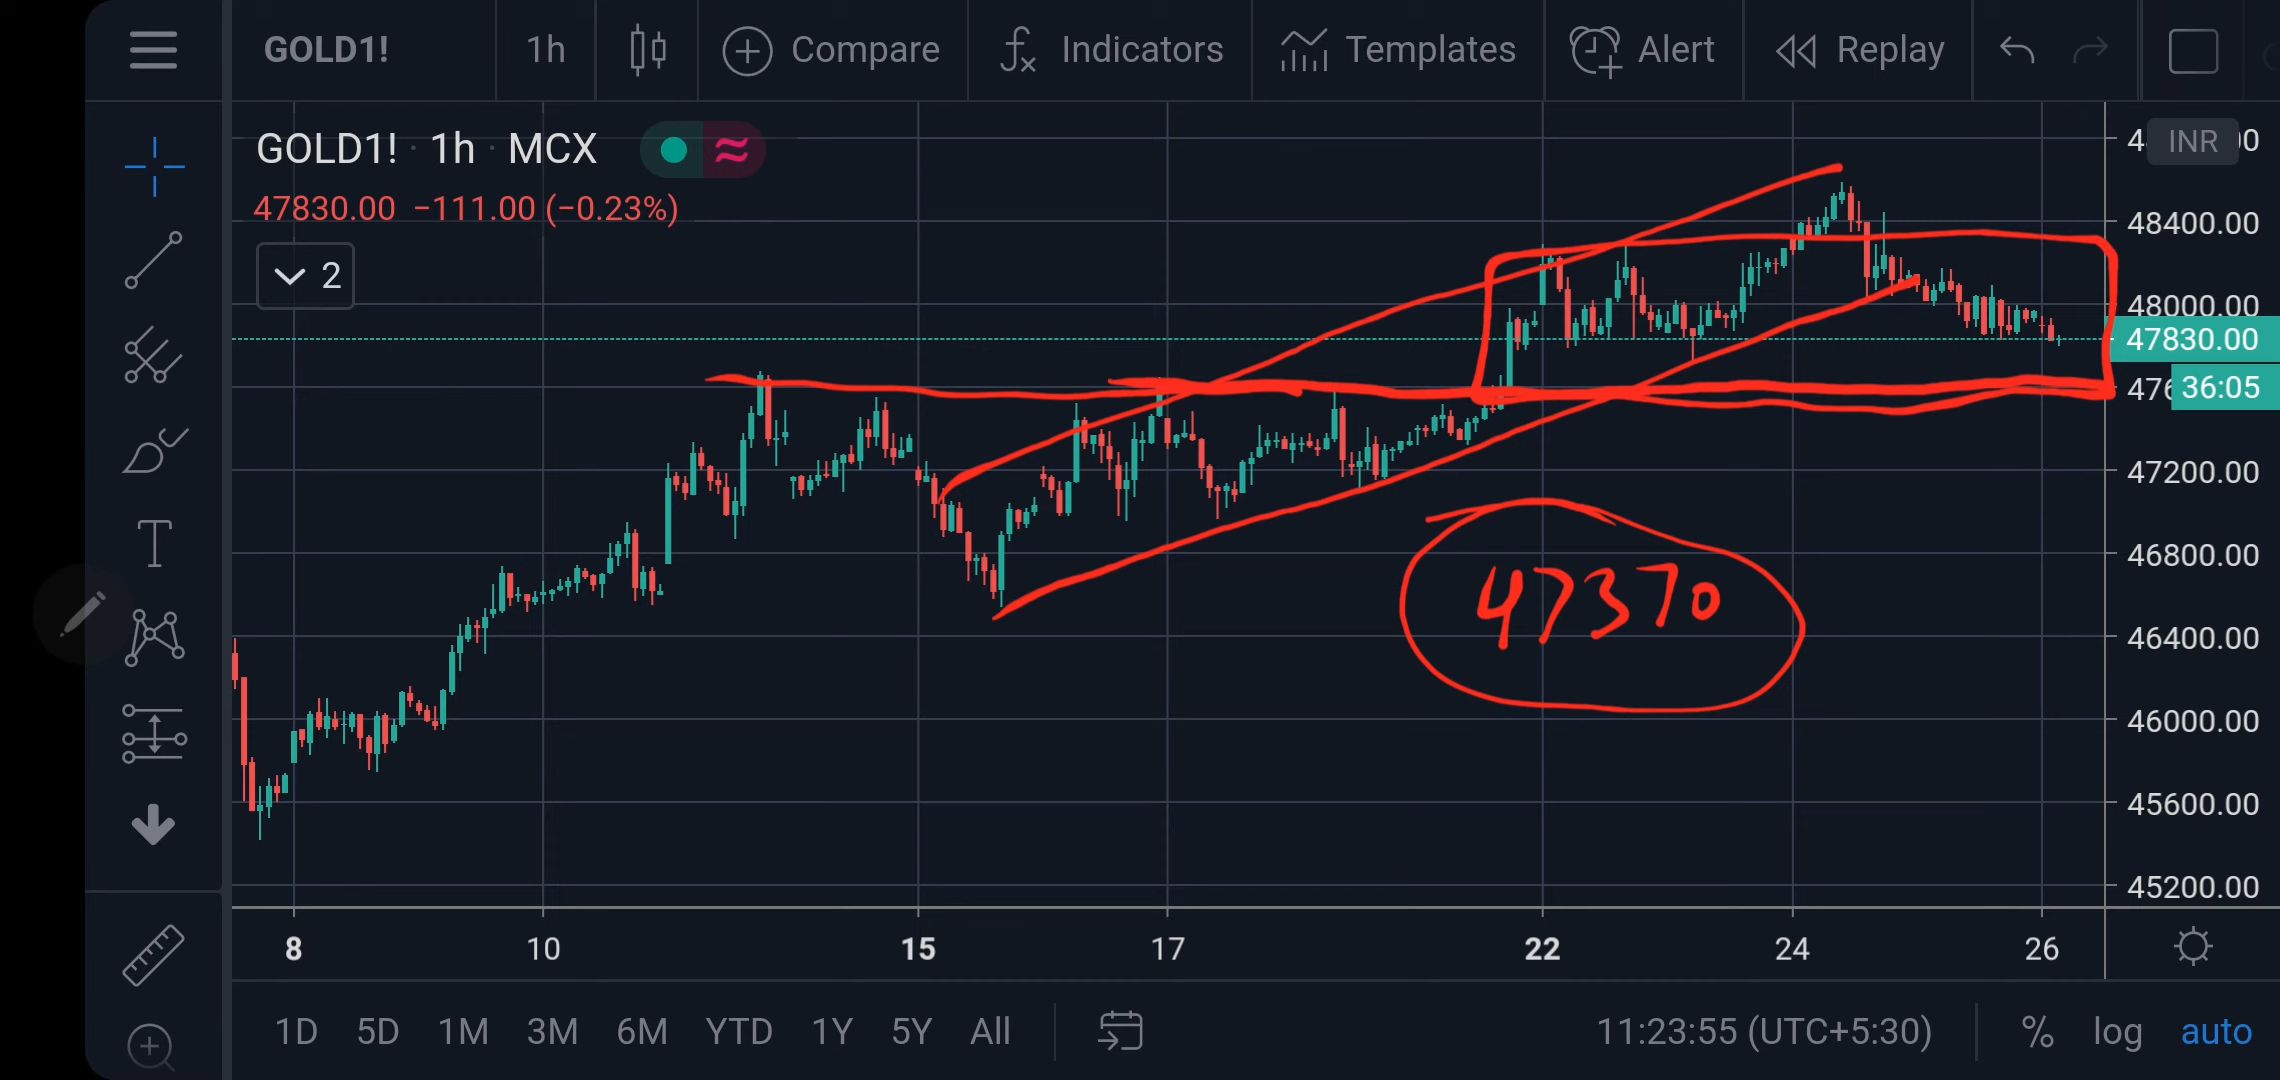 GOLD1! 1h Compare Indicators Templates Alert Replay
GOLD1! · 1h · MCX
INR
47830.00 −111.00 (−0.23%)
2
48400.00
48000.00
47830.00
36:05
47200.00
46800.00
47370
46400.00
46000.00
45600.00
45200.00
8 10 15 17 22 24 26
1D 5D 1M 3M 6M YTD 1Y 5Y All 11:23:55 (UTC+5:30) % log auto